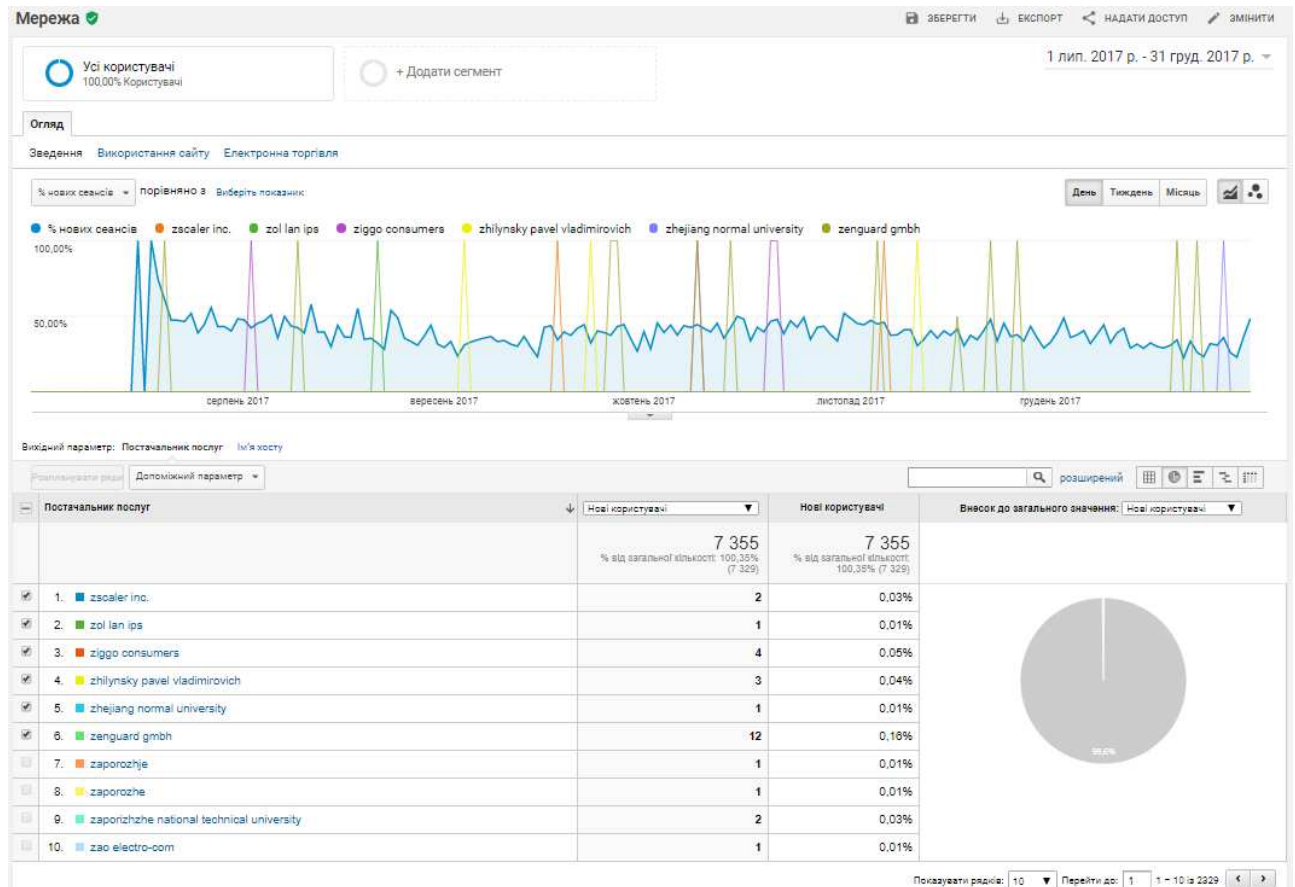 Мережа
ЗБЕРЕГТИ ЕКСПОРТ НАДАТИ ДОСТУП ЗМІНИТИ
Усі користувачі
100,00% Користувачі
+ Додати сегмент
1 лип. 2017 р. - 31 груд. 2017 р.
Огляд
Зведення Використання сайту Електронна торгівля
% нових сеансів порівняно з Виберіть показник
День Тиждень Місяць
% нових сеансів zscaler inc. zol lan ips ziggo consumers zhilynsky pavel vladimirovich zhejiang normal university zenguard gmbh
100,00%
50,00%
серпень 2017 вересень 2017 жовтень 2017 листопад 2017 грудень 2017
Вихідний параметр: Постачальник послуг Ім'я хосту
Допоміжний параметр
розширений
Постачальник послуг Нові користувачі Нові користувачі Внесок до загального значення: Нові користувачі
7 355 7 355
% від загальної кількості: 100,35% (7 329) % від загальної кількості: 100,35% (7 329)
1. zscaler inc. 2 0,03%
2. zol lan ips 1 0,01%
3. ziggo consumers 4 0,05%
4. zhilynsky pavel vladimirovich 3 0,04%
5. zhejiang normal university 1 0,01%
6. zenguard gmbh 12 0,16%
7. zaporozhje 1 0,01%
8. zaporozhe 1 0,01%
9. zaporizhzhe national technical university 2 0,03%
10. zao electro-com 1 0,01%
Показувати рядків: 10 Перейти до: 1 1 – 10 із 2329